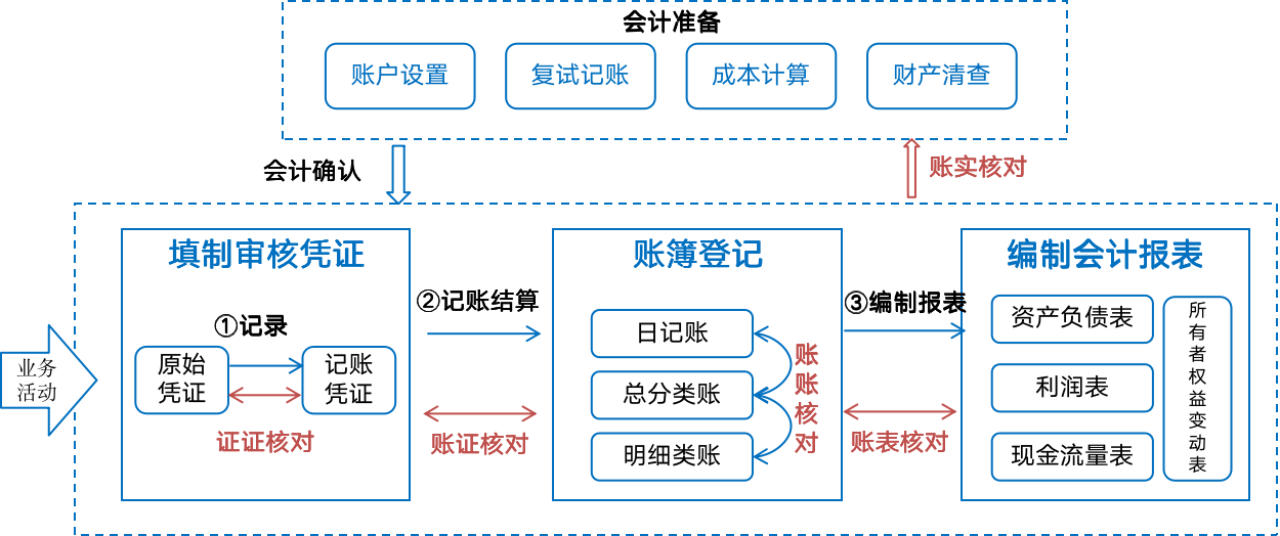 会计准备
账户设置
复试记账
成本计算
财产清查
会计确认
账实核对
填制审核凭证
账簿登记
编制会计报表
①记录
②记账结算
③编制报表
业务
活动
原始
凭证
记账
凭证
证证核对
账证核对
日记账
总分类账
明细类账
账
账
核
对
账表核对
资产负债表
利润表
现金流量表
所
有
者
权
益
变
动
表